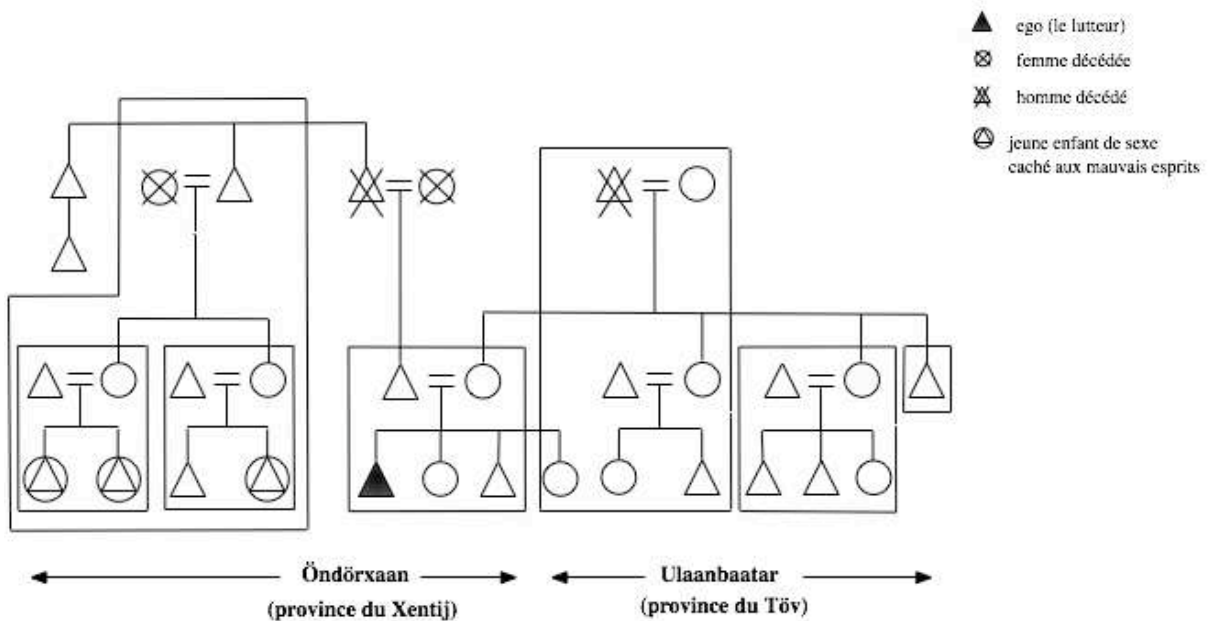 ego (le lutteur)
femme décédée
homme décédé
jeune enfant de sexe
caché aux mauvais esprits
Öndörxaan
(province du Xentij)
Ulaanbaatar
(province du Töv)